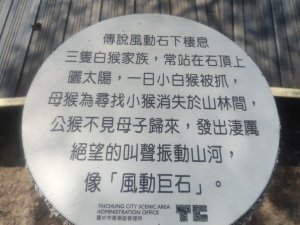 傳說風動石下棲息
三隻白猴家族，常站在石頂上
曬太陽，一日小白猴被抓，
母猴為尋找小猴消失於山林間，
公猴不見母子歸來，發出淒厲
絕望的叫聲振動山河，
像「風動巨石」。
TAICHUNG CITY SCENIC AREA
ADMINISTRATION OFFICE
臺中市風景區管理所